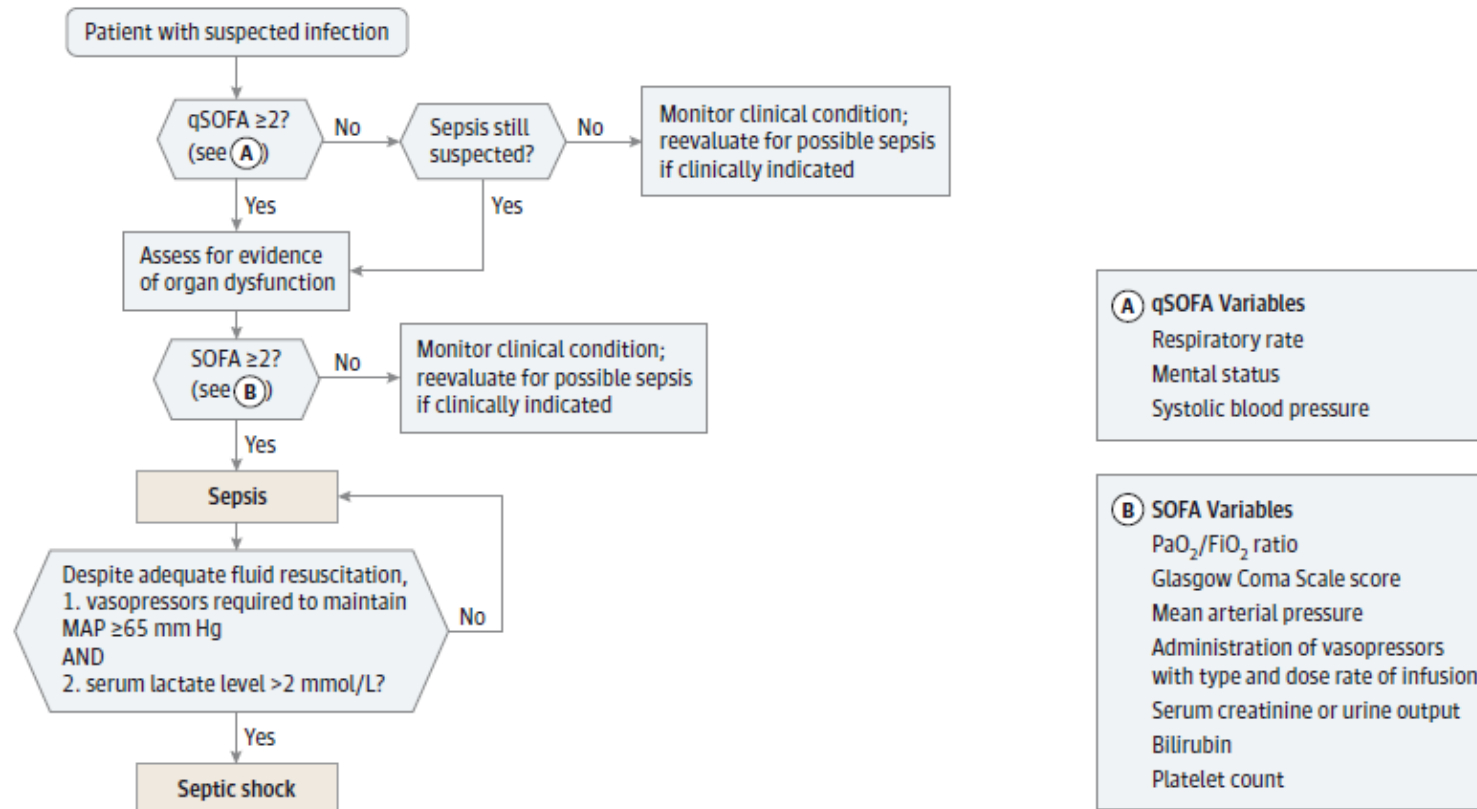 Patient with suspected infection
qSOFA ≥2?
(see A)
No
Sepsis still
suspected?
No
Monitor clinical condition;
reevaluate for possible sepsis
if clinically indicated
Yes
Yes
Assess for evidence
of organ dysfunction
SOFA ≥2?
(see B)
No
Monitor clinical condition;
reevaluate for possible sepsis
if clinically indicated
Yes
Sepsis
Despite adequate fluid resuscitation,
1. vasopressors required to maintain
MAP ≥65 mm Hg
AND
2. serum lactate level >2 mmol/L?
No
Yes
Septic shock
A qSOFA Variables
Respiratory rate
Mental status
Systolic blood pressure
B SOFA Variables
PaO₂/FiO₂ ratio
Glasgow Coma Scale score
Mean arterial pressure
Administration of vasopressors
with type and dose rate of infusion
Serum creatinine or urine output
Bilirubin
Platelet count